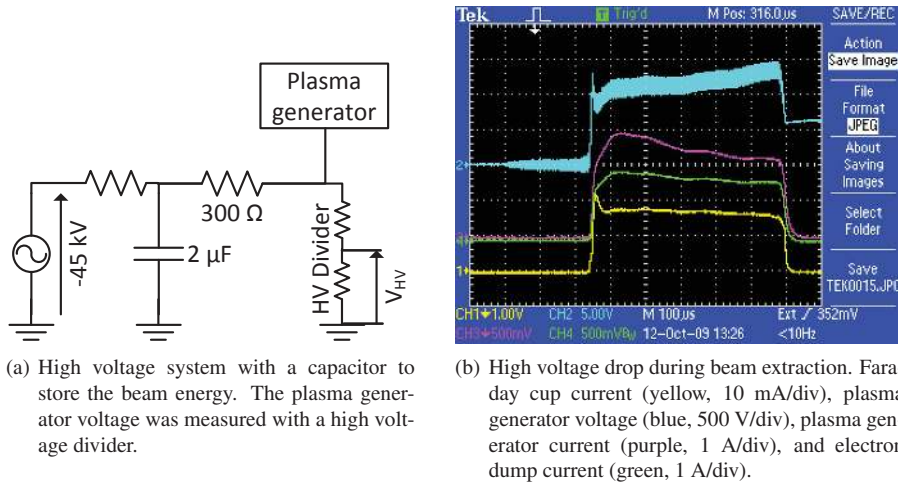 Plasma
generator
300 Ω
2 µF
-45 kV
HV Divider
V_HV
Tek
Trig'd
M Pos: 316.0µs
SAVE/REC
Action
Save Image
File
Format
JPEG
About
Saving
Images
Select
Folder
Save
TEK0015.JPG
2
1
CH1 1.00V
CH2 5.00V
M 100µs
Ext 352mV
CH3 500mV
CH4 500mVBw
12-Oct-09 13:26
<10Hz
(a) High voltage system with a capacitor to
store the beam energy. The plasma gener-
ator voltage was measured with a high volt-
age divider.
(b) High voltage drop during beam extraction. Fara-
day cup current (yellow, 10 mA/div), plasma
generator voltage (blue, 500 V/div), plasma gen-
erator current (purple, 1 A/div), and electron
dump current (green, 1 A/div).